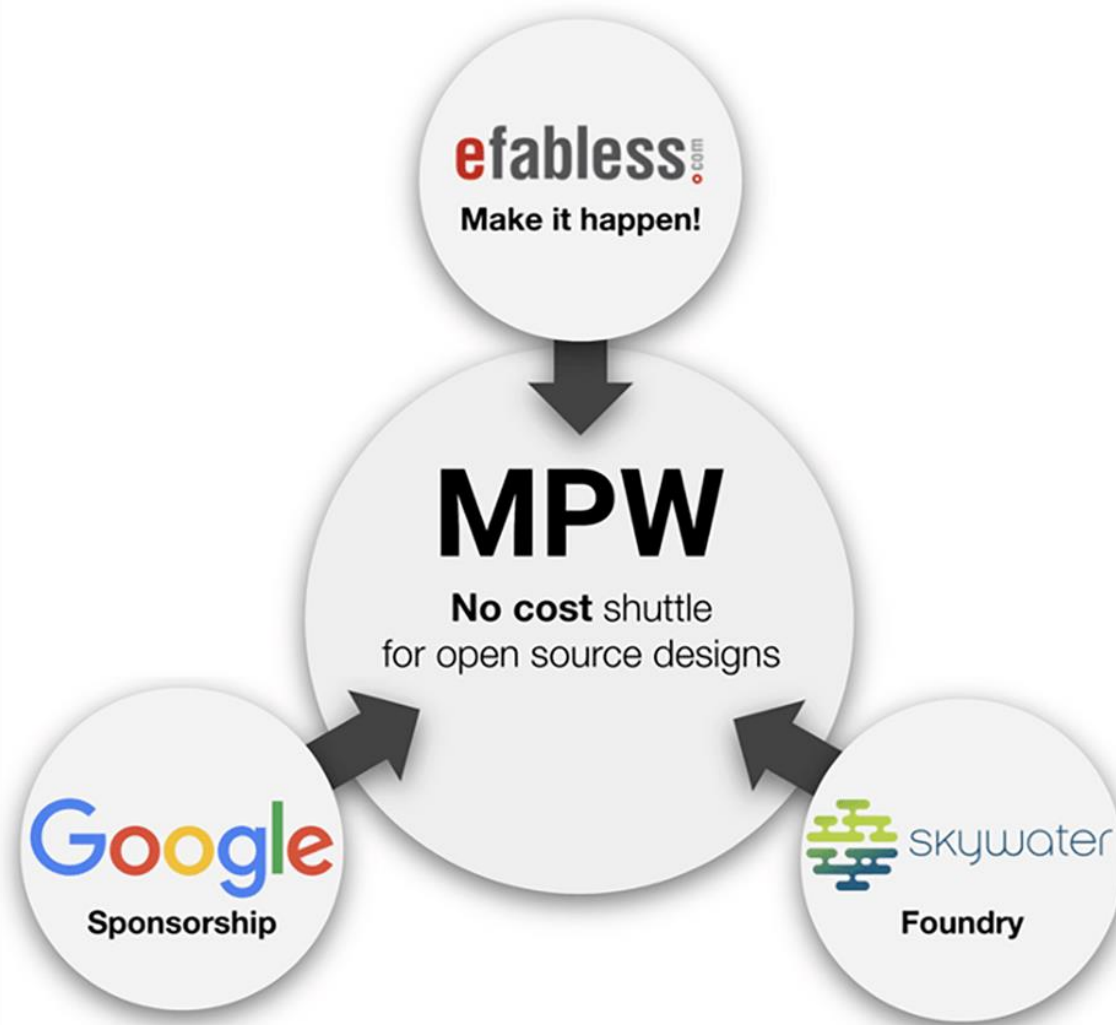 efabless.com
Make it happen!
MPW
No cost shuttle
for open source designs
Google
Sponsorship
skywater
Foundry